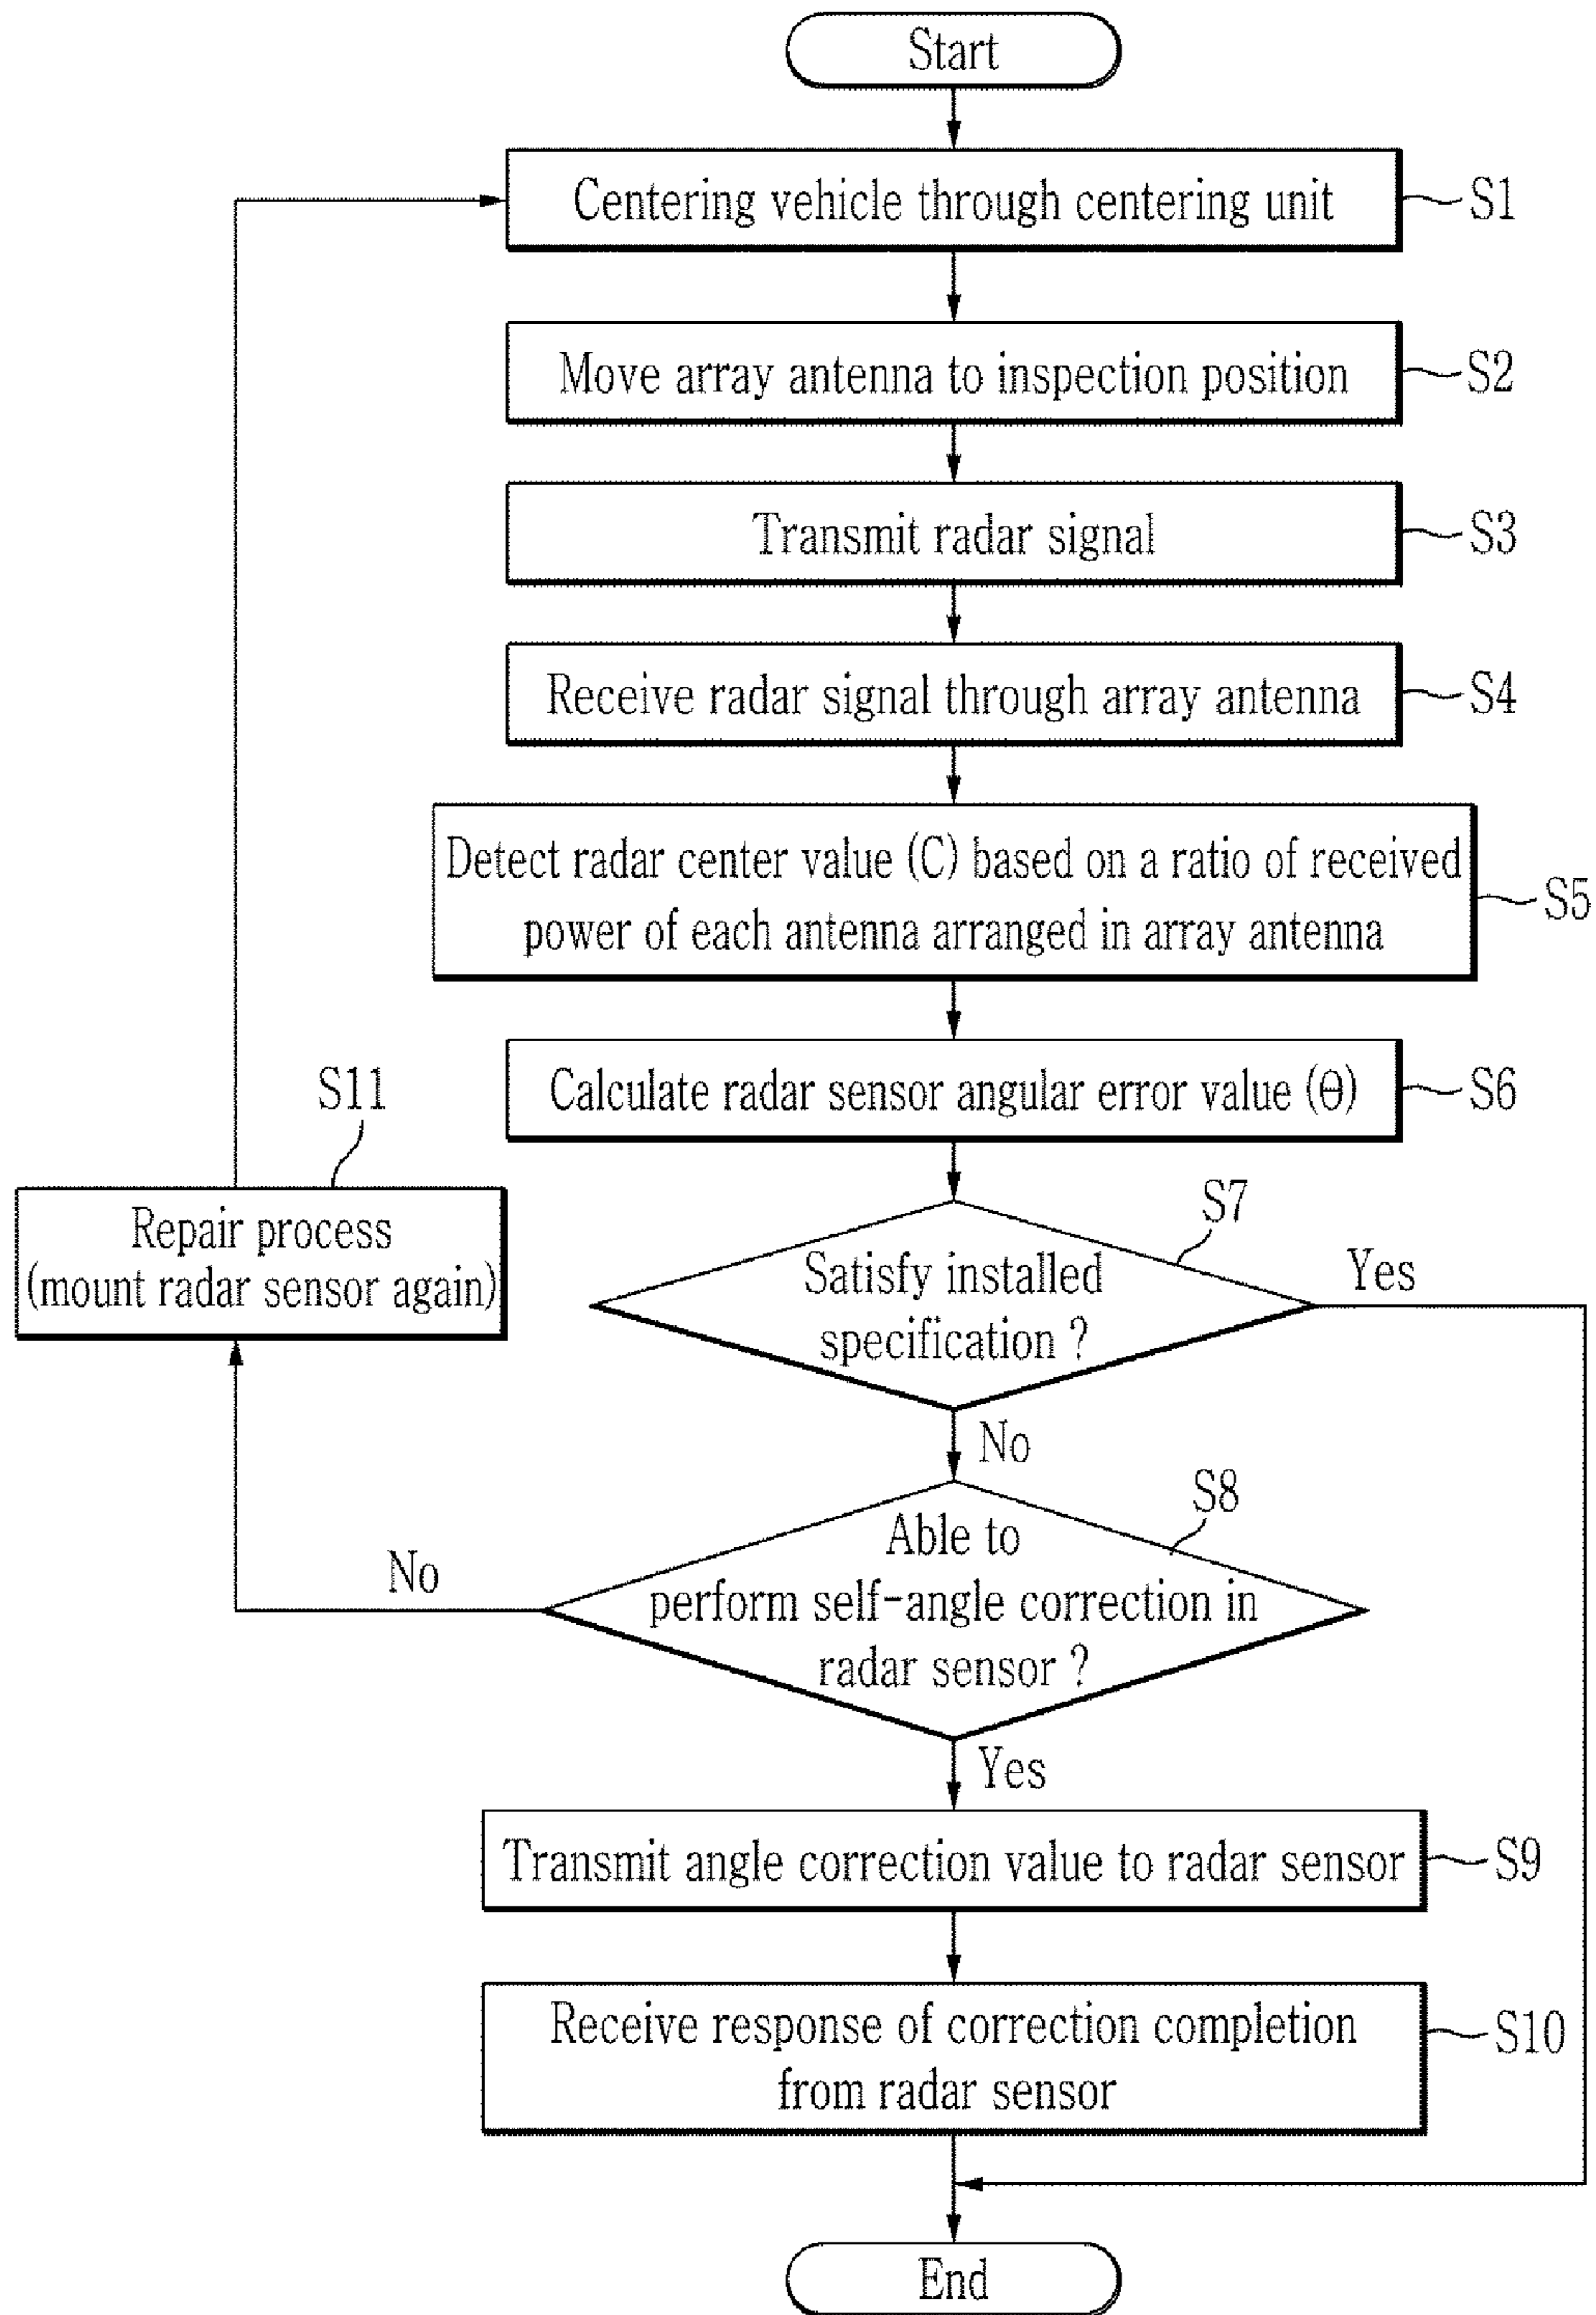 Start
Centering vehicle through centering unit
S1
Move array antenna to inspection position
S2
Transmit radar signal
S3
Receive radar signal through array antenna
S4
Detect radar center value (C) based on a ratio of received
power of each antenna arranged in array antenna
S5
Calculate radar sensor angular error value (Θ)
S6
S11
Repair process
(mount radar sensor again)
S7
Satisfy installed
specification ?
Yes
No
S8
Able to
perform self-angle correction in
radar sensor ?
No
Yes
Transmit angle correction value to radar sensor
S9
Receive response of correction completion
from radar sensor
S10
End